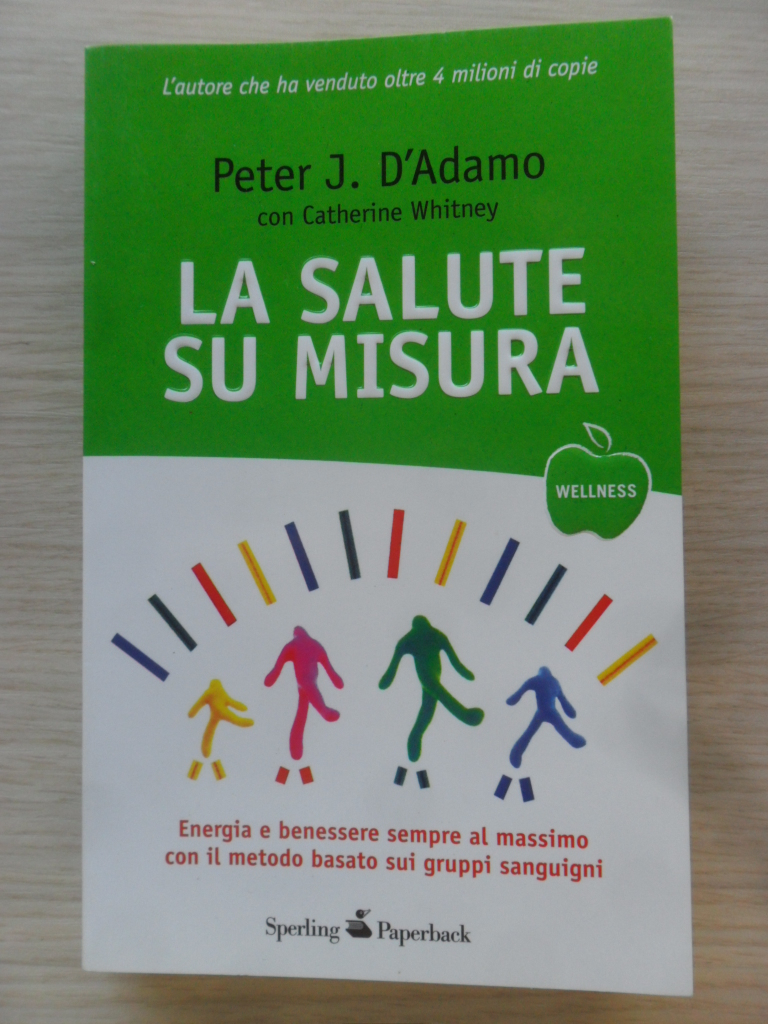 L'autore che ha venduto oltre 4 milioni di copie
Peter J. D'Adamo
con Catherine Whitney
LA SALUTE
SU MISURA
WELLNESS
Energia e benessere sempre al massimo
con il metodo basato sui gruppi sanguigni
Sperling Paperback